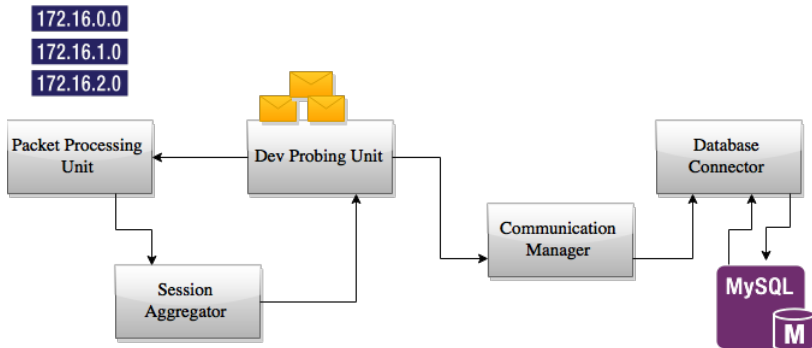 172.16.0.0
172.16.1.0
172.16.2.0
Packet Processing
Unit
Dev Probing Unit
Database
Connector
Communication
Manager
Session
Aggregator
MySQL
M